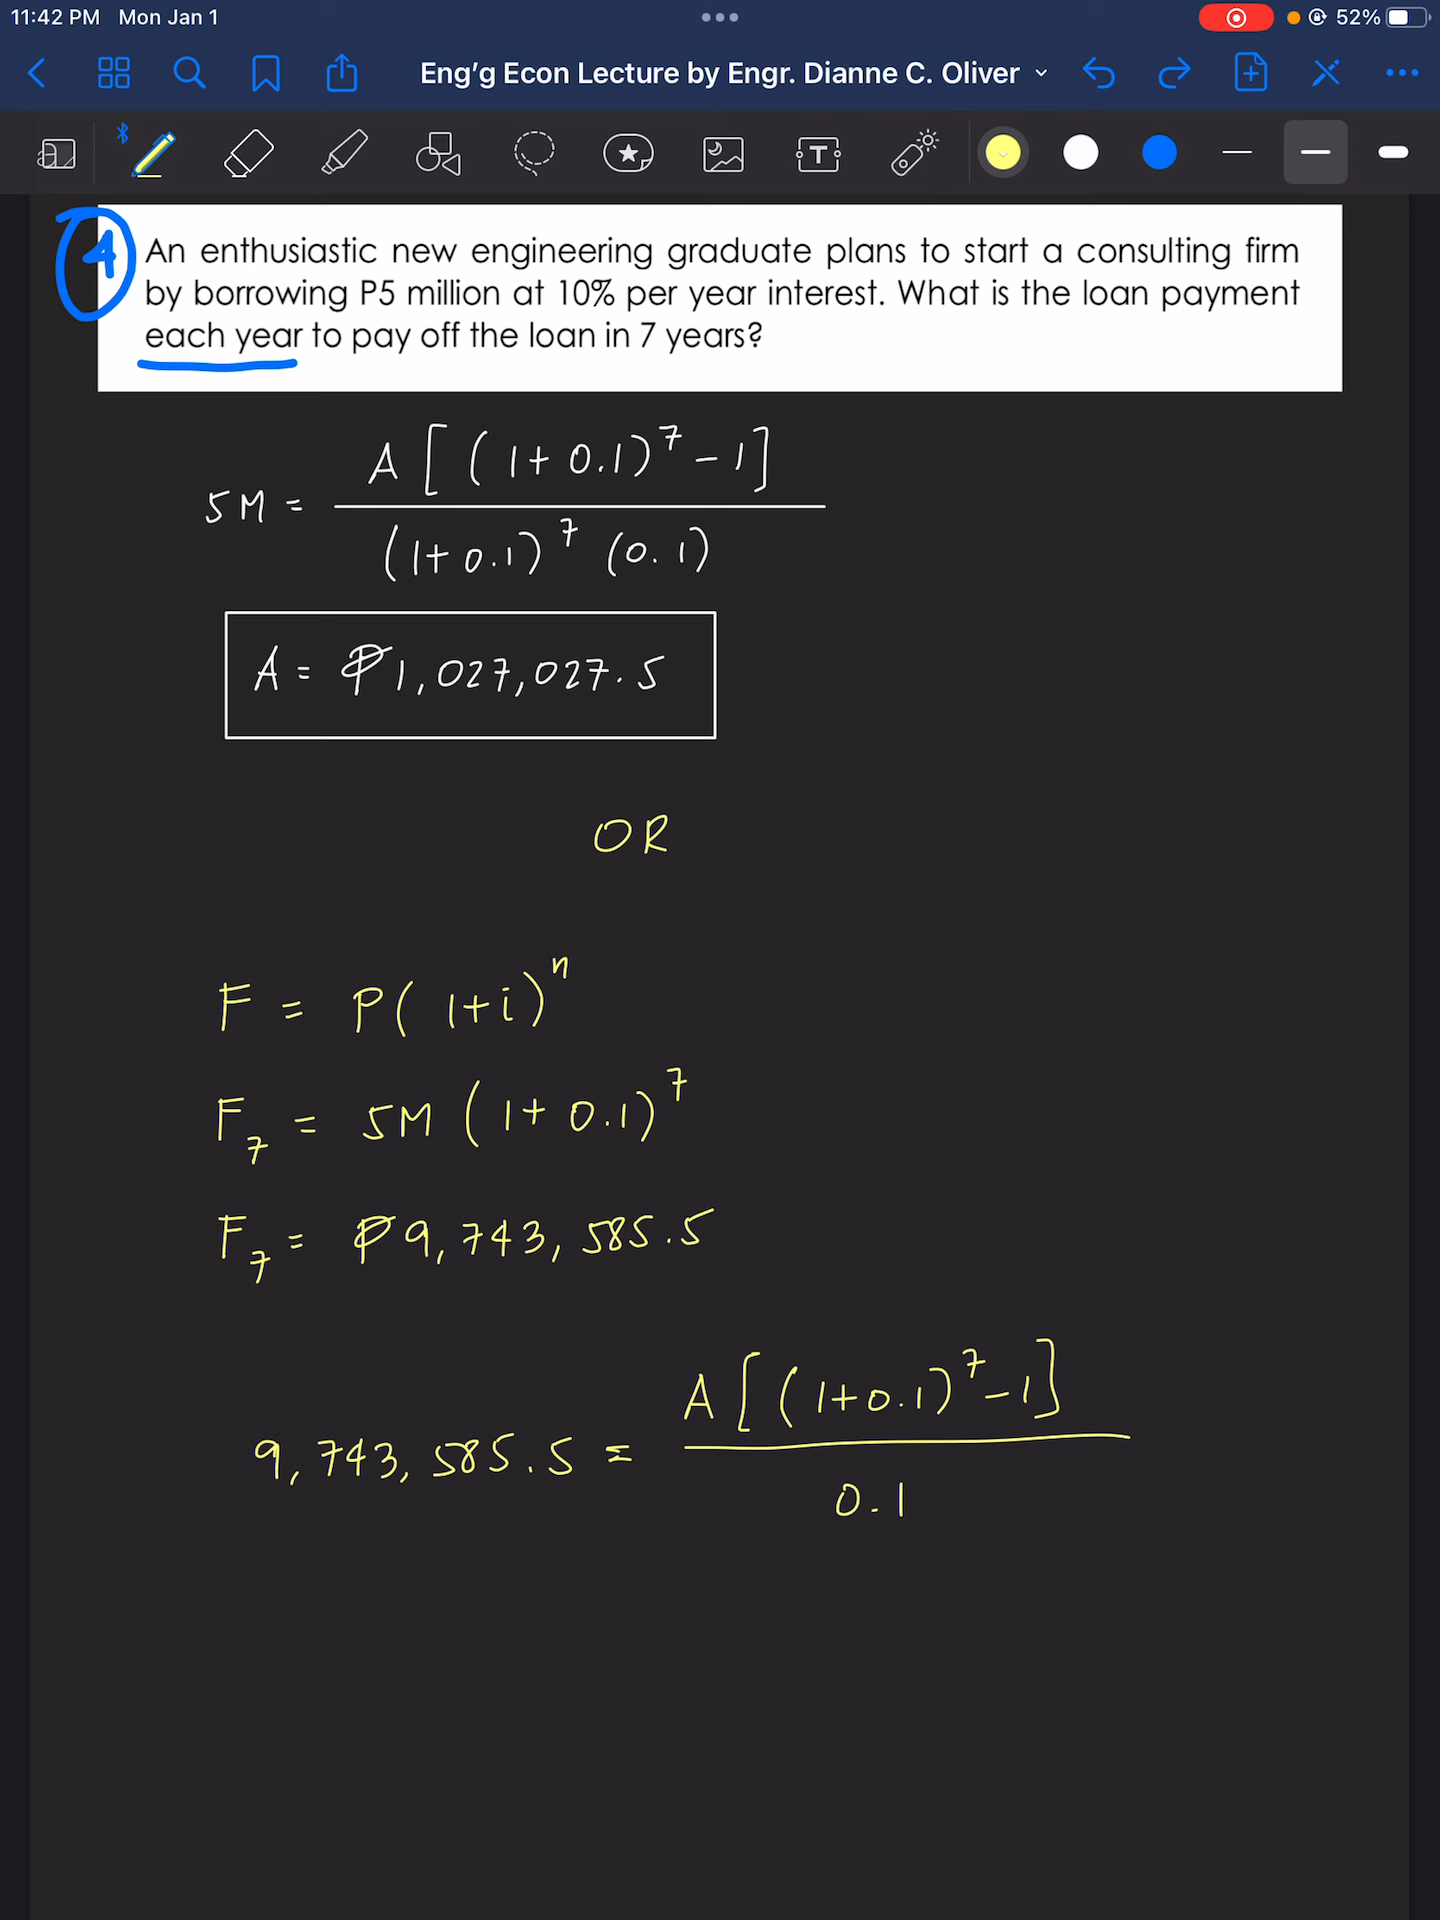 11:42 PM Mon Jan 1 52%
Eng'g Econ Lecture by Engr. Dianne C. Oliver
4
An enthusiastic new engineering graduate plans to start a consulting firm
by borrowing P5 million at 10% per year interest. What is the loan payment
each year to pay off the loan in 7 years?
5M = A[(1+0.1)^7 - 1] / (1+0.1)^7 (0.1)
A = ₱1,027,027.5
OR
F = P(1+i)^n
F₇ = 5M(1+0.1)^7
F₇ = ₱9,743,585.5
9,743,585.5 = A[(1+0.1)^7 - 1] / 0.1